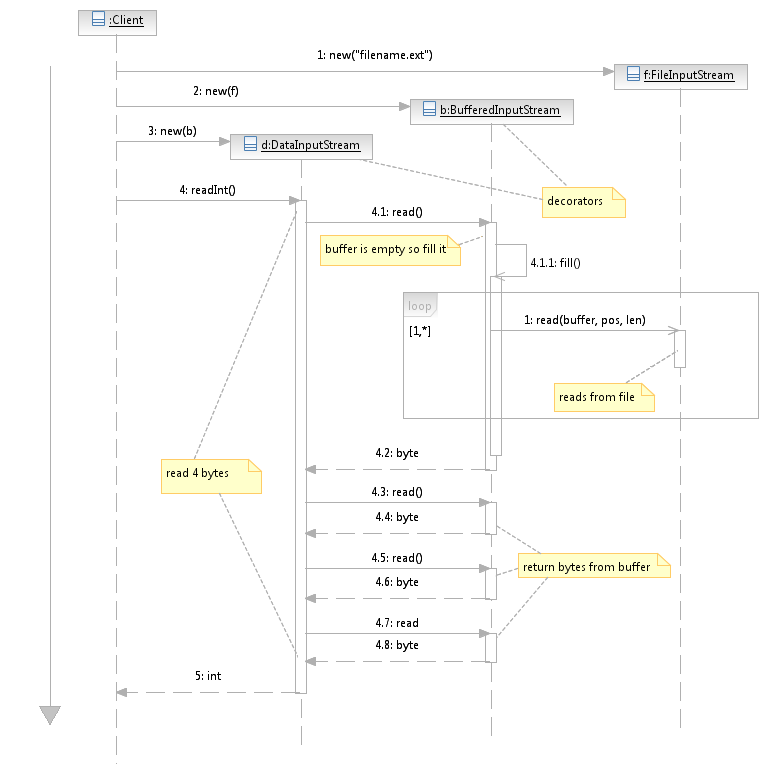 :Client
1: new("filename.ext")
f:FileInputStream
2: new(f)
b:BufferedInputStream
3: new(b)
d:DataInputStream
4: readInt()
decorators
4.1: read()
buffer is empty so fill it
4.1.1: fill()
loop
[1,*]
1: read(buffer, pos, len)
reads from file
4.2: byte
read 4 bytes
4.3: read()
4.4: byte
4.5: read()
return bytes from buffer
4.6: byte
4.7: read
4.8: byte
5: int